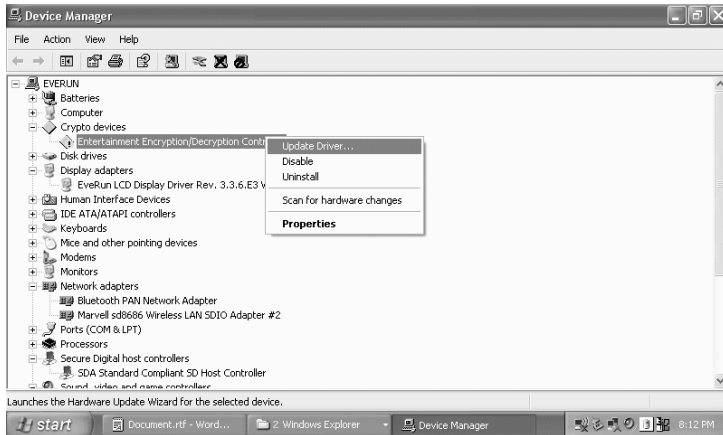 Device Manager
File Action View Help
EVERUN
Batteries
Computer
Crypto devices
Entertainment Encryption/Decryption Cont
Update Driver...
Disk drives
Disable
Display adapters
Uninstall
EveRun LCD Display Driver Rev. 3.3.6.E3 V
Human Interface Devices
Scan for hardware changes
IDE ATA/ATAPI controllers
Keyboards
Properties
Mice and other pointing devices
Modems
Monitors
Network adapters
Bluetooth PAN Network Adapter
Marvell sd8686 Wireless LAN SDIO Adapter #2
Ports (COM & LPT)
Processors
Secure Digital host controllers
SDA Standard Compliant SD Host Controller
Sound, video and game controllers
Launches the Hardware Update Wizard for the selected device.
start Document.rtf - Word... 2 Windows Explorer Device Manager 8:12 PM